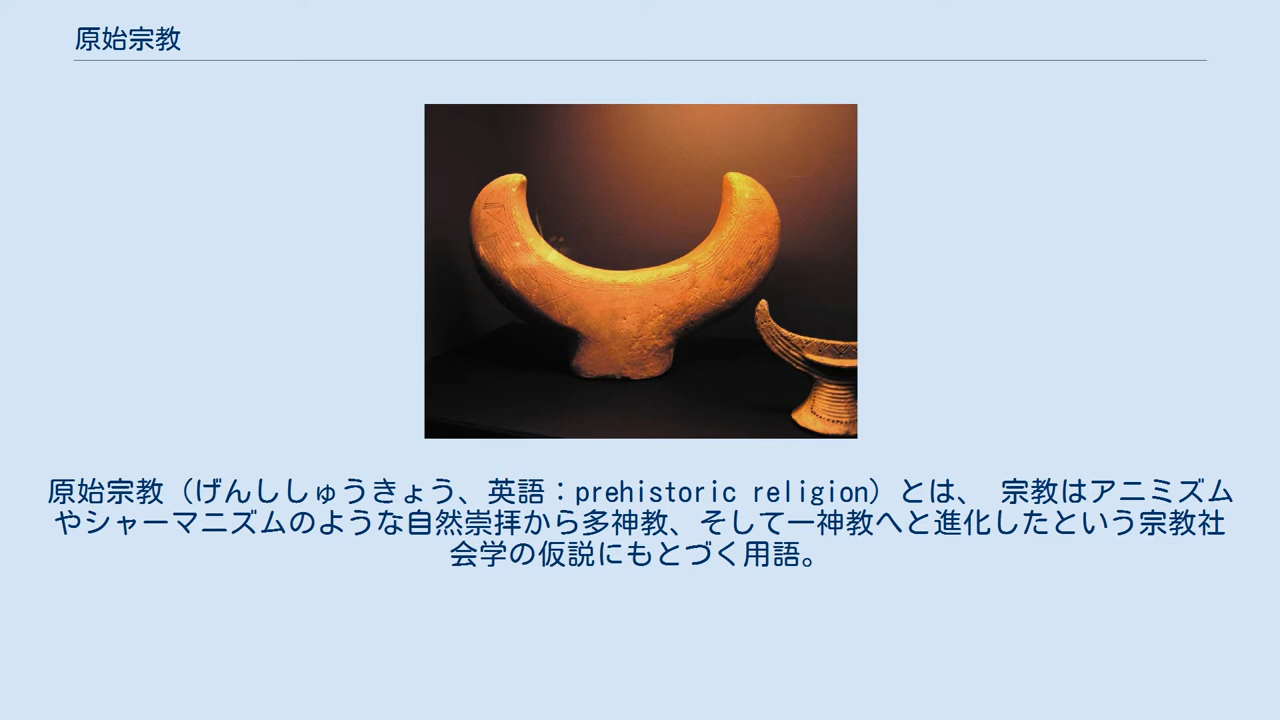 原始宗教
原始宗教（げんししゅうきょう、英語：prehistoric religion）とは、 宗教はアニミズム
やシャーマニズムのような自然崇拝から多神教、そして一神教へと進化したという宗教社
会学の仮説にもとづく用語。